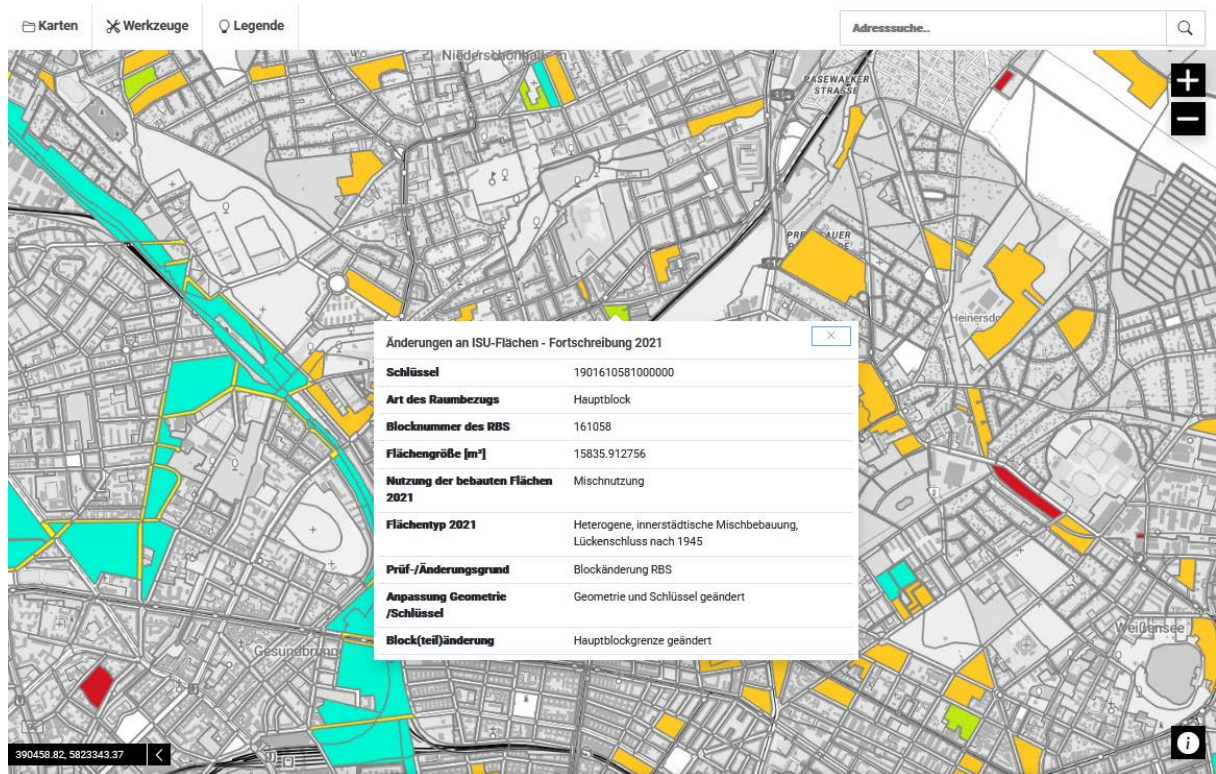 Karten Werkzeuge Legende Adresssuche..
Niederschönhausen
PASEWALKER
STRASSE
Heinersdorfer Graben
Änderungen an ISU-Flächen - Fortschreibung 2021
Schlüssel 1901610581000000
Art des Raumbezugs Hauptblock
Blocknummer des RBS 161058
Flächengröße [m²] 15835.912756
Nutzung der bebauten Flächen Mischnutzung
2021
Flächentyp 2021 Heterogene, innerstädtische Mischbebauung,
Lückenschluss nach 1945
Prüf-/Änderungsgrund Blockänderung RBS
Anpassung Geometrie Geometrie und Schlüssel geändert
/Schlüssel
Block(teil)änderung Hauptblockgrenze geändert
Weißensee
390458.82, 5823343.37